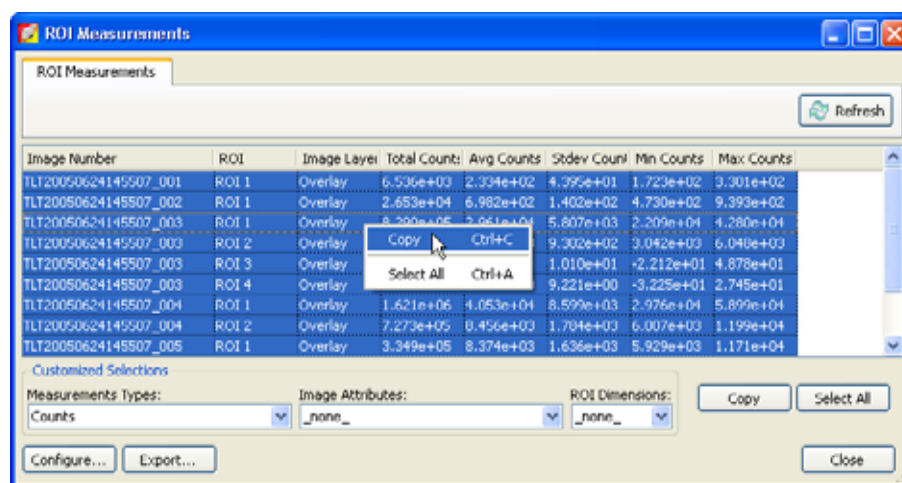 ROI Measurements
ROI Measurements
Refresh
Image Number ROI Image Layer Total Counts Avg Counts Stdev Count Min Counts Max Counts
TLT20050624145507_001 ROI 1 Overlay 6.536e+03 2.334e+02 4.395e+01 1.723e+02 3.301e+02
TLT20050624145507_002 ROI 1 Overlay 2.653e+04 6.982e+02 1.402e+02 4.730e+02 9.393e+02
TLT20050624145507_003 ROI 1 Overlay 8.290e+05 2.961e+04 5.807e+03 2.209e+04 4.280e+04
TLT20050624145507_003 ROI 2 9.302e+02 3.042e+03 6.048e+03
TLT20050624145507_003 ROI 3 1.010e+01 -2.212e+01 4.878e+01
TLT20050624145507_003 ROI 4 9.221e+00 -3.225e+01 2.745e+01
TLT20050624145507_004 ROI 1 Overlay 1.621e+06 4.053e+04 8.599e+03 2.976e+04 5.899e+04
TLT20050624145507_004 ROI 2 Overlay 7.273e+05 8.456e+03 1.784e+03 6.007e+03 1.199e+04
TLT20050624145507_005 ROI 1 Overlay 3.349e+05 8.374e+03 1.636e+03 5.929e+03 1.171e+04
Copy Ctrl+C
Select All Ctrl+A
Customized Selections
Measurements Types: Image Attributes: ROI Dimensions:
Counts _none_ _none_
Copy Select All
Configure... Export... Close